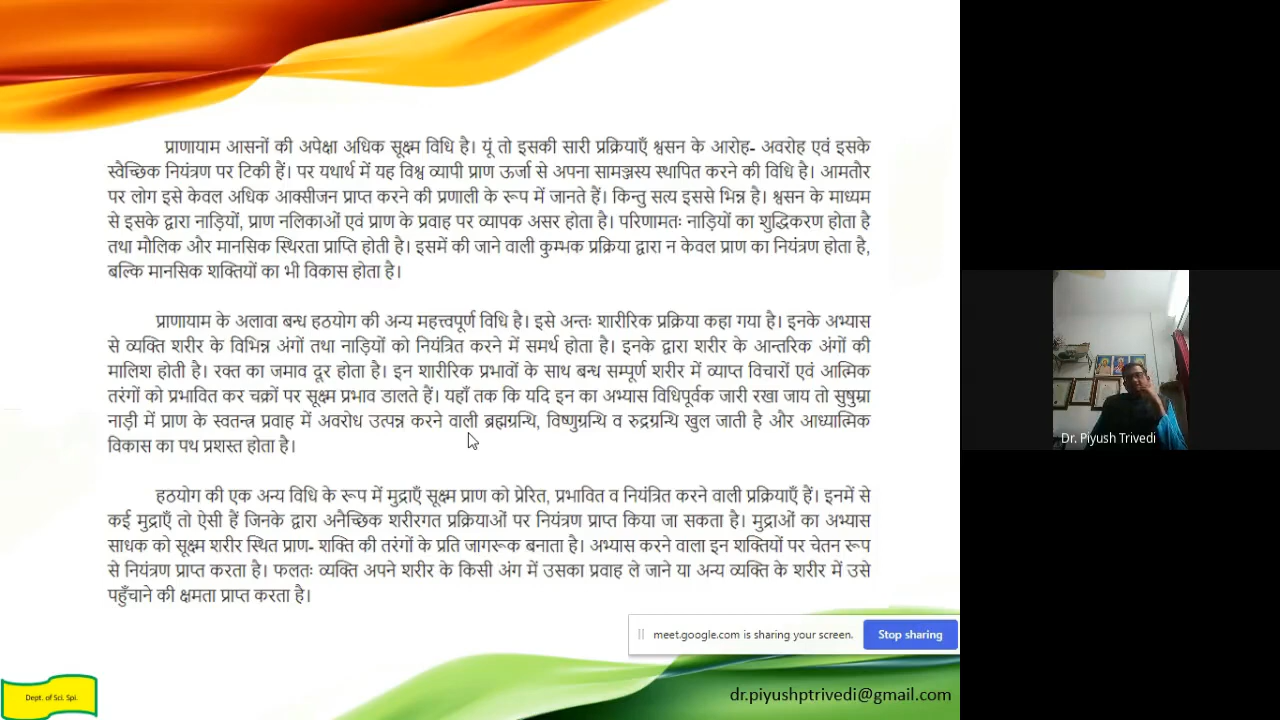 प्राणायाम आसनों की अपेक्षा अधिक सूक्ष्म विधि है। यूं तो इसकी सारी प्रक्रियाएँ श्वसन के आरोह- अवरोह एवं इसके
स्वैच्छिक नियंत्रण पर टिकी हैं। पर यथार्थ में यह विश्व व्यापी प्राण ऊर्जा से अपना सामञ्जस्य स्थापित करने की विधि है। आमतौर
पर लोग इसे केवल अधिक आक्सीजन प्राप्त करने की प्रणाली के रूप में जानते हैं। किन्तु सत्य इससे भिन्न है। श्वसन के माध्यम
से इसके द्वारा नाड़ियों, प्राण नलिकाओं एवं प्राण के प्रवाह पर व्यापक असर होता है। परिणामतः नाड़ियों का शुद्धिकरण होता है
तथा मौलिक और मानसिक स्थिरता प्राप्ति होती है। इसमें की जाने वाली कुम्भक प्रक्रिया द्वारा न केवल प्राण का नियंत्रण होता है,
बल्कि मानसिक शक्तियों का भी विकास होता है।
प्राणायाम के अलावा बन्ध हठयोग की अन्य महत्त्वपूर्ण विधि है। इसे अन्तः शारीरिक प्रक्रिया कहा गया है। इनके अभ्यास
से व्यक्ति शरीर के विभिन्न अंगों तथा नाड़ियों को नियंत्रित करने में समर्थ होता है। इनके द्वारा शरीर के आन्तरिक अंगों की
मालिश होती है। रक्त का जमाव दूर होता है। इन शारीरिक प्रभावों के साथ बन्ध सम्पूर्ण शरीर में व्याप्त विचारों एवं आत्मिक
तरंगों को प्रभावित कर चक्रों पर सूक्ष्म प्रभाव डालते हैं। यहाँ तक कि यदि इन का अभ्यास विधिपूर्वक जारी रखा जाय तो सुषुम्रा
नाड़ी में प्राण के स्वतन्त्र प्रवाह में अवरोध उत्पन्न करने वाली ब्रह्मग्रन्थि, विष्णुग्रन्थि व रुद्रग्रन्थि खुल जाती है और आध्यात्मिक
विकास का पथ प्रशस्त होता है।
हठयोग की एक अन्य विधि के रूप में मुद्राएँ सूक्ष्म प्राण को प्रेरित, प्रभावित व नियंत्रित करने वाली प्रक्रियाएँ हैं। इनमें से
कई मुद्राएँ तो ऐसी हैं जिनके द्वारा अनैच्छिक शरीरगत प्रक्रियाओं पर नियंत्रण प्राप्त किया जा सकता है। मुद्राओं का अभ्यास
साधक को सूक्ष्म शरीर स्थित प्राण- शक्ति की तरंगों के प्रति जागरूक बनाता है। अभ्यास करने वाला इन शक्तियों पर चेतन रूप
से नियंत्रण प्राप्त करता है। फलतः व्यक्ति अपने शरीर के किसी अंग में उसका प्रवाह ले जाने या अन्य व्यक्ति के शरीर में उसे
पहुँचाने की क्षमता प्राप्त करता है।
meet.google.com is sharing your screen.
Stop sharing
Dept. of Sci. Spi.
dr.piyushptrivedi@gmail.com
Dr. Piyush Trivedi